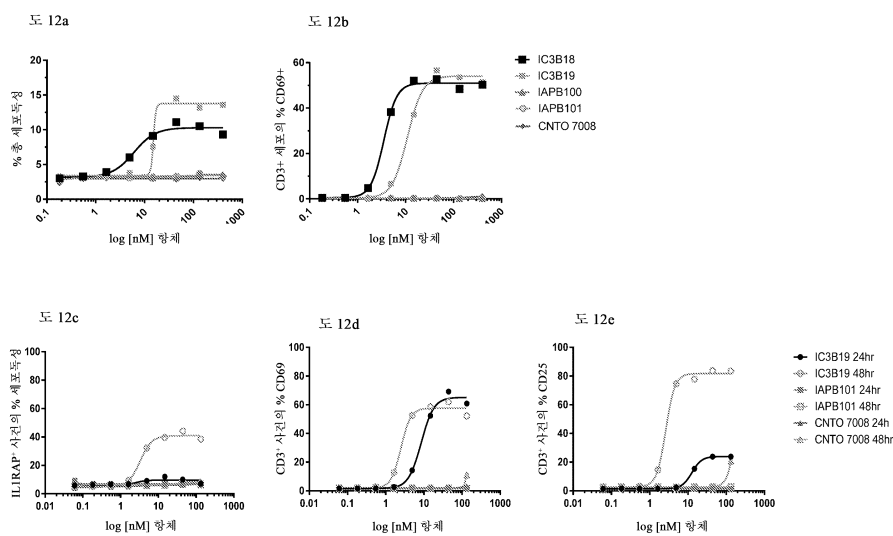 도 12a
도 12b
% 총 세포독성
20
15
10
5
0
0.1
1
10
100
1000
log [nM] 항체
CD3+ 세포의 % CD69+
60
40
20
0
0.1
1
10
100
1000
log [nM] 항체
IC3B18
IC3B19
IAPB100
IAPB101
CNTO 7008
도 12c
도 12d
도 12e
IL1RAP⁺ 사건의 % 세포독성
100
80
60
40
20
0
0.01
0.1
1
10
100
1000
log [nM] 항체
CD3⁺ 사건의 % CD69
100
80
60
40
20
0
0.01
0.1
1
10
100
1000
log [nM] 항체
CD3⁺ 사건의 % CD25
100
80
60
40
20
0
0.01
0.1
1
10
100
1000
log [nM] 항체
IC3B19 24hr
IC3B19 48hr
IAPB101 24hr
IAPB101 48hr
CNTO 7008 24h
CNTO 7008 48hr